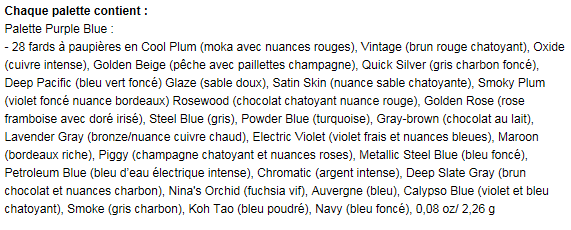 Chaque palette contient :
Palette Purple Blue :
- 28 fards à paupières en Cool Plum (moka avec nuances rouges), Vintage (brun rouge chatoyant), Oxide
(cuivre intense), Golden Beige (pêche avec paillettes champagne), Quick Silver (gris charbon foncé),
Deep Pacific (bleu vert foncé) Glaze (sable doux), Satin Skin (nuance sable chatoyante), Smoky Plum
(violet foncé nuance bordeaux) Rosewood (chocolat chatoyant nuance rouge), Golden Rose (rose
framboise avec doré irisé), Steel Blue (gris), Powder Blue (turquoise), Gray-brown (chocolat au lait),
Lavender Gray (bronze/nuance cuivre chaud), Electric Violet (violet frais et nuances bleues), Maroon
(bordeaux riche), Piggy (champagne chatoyant et nuances roses), Metallic Steel Blue (bleu foncé),
Petroleum Blue (bleu d'eau électrique intense), Chromatic (argent intense), Deep Slate Gray (brun
chocolat et nuances charbon), Nina's Orchid (fuchsia vif), Auvergne (bleu), Calypso Blue (violet et bleu
chatoyant), Smoke (gris charbon), Koh Tao (bleu poudré), Navy (bleu foncé), 0,08 oz/ 2,26 g